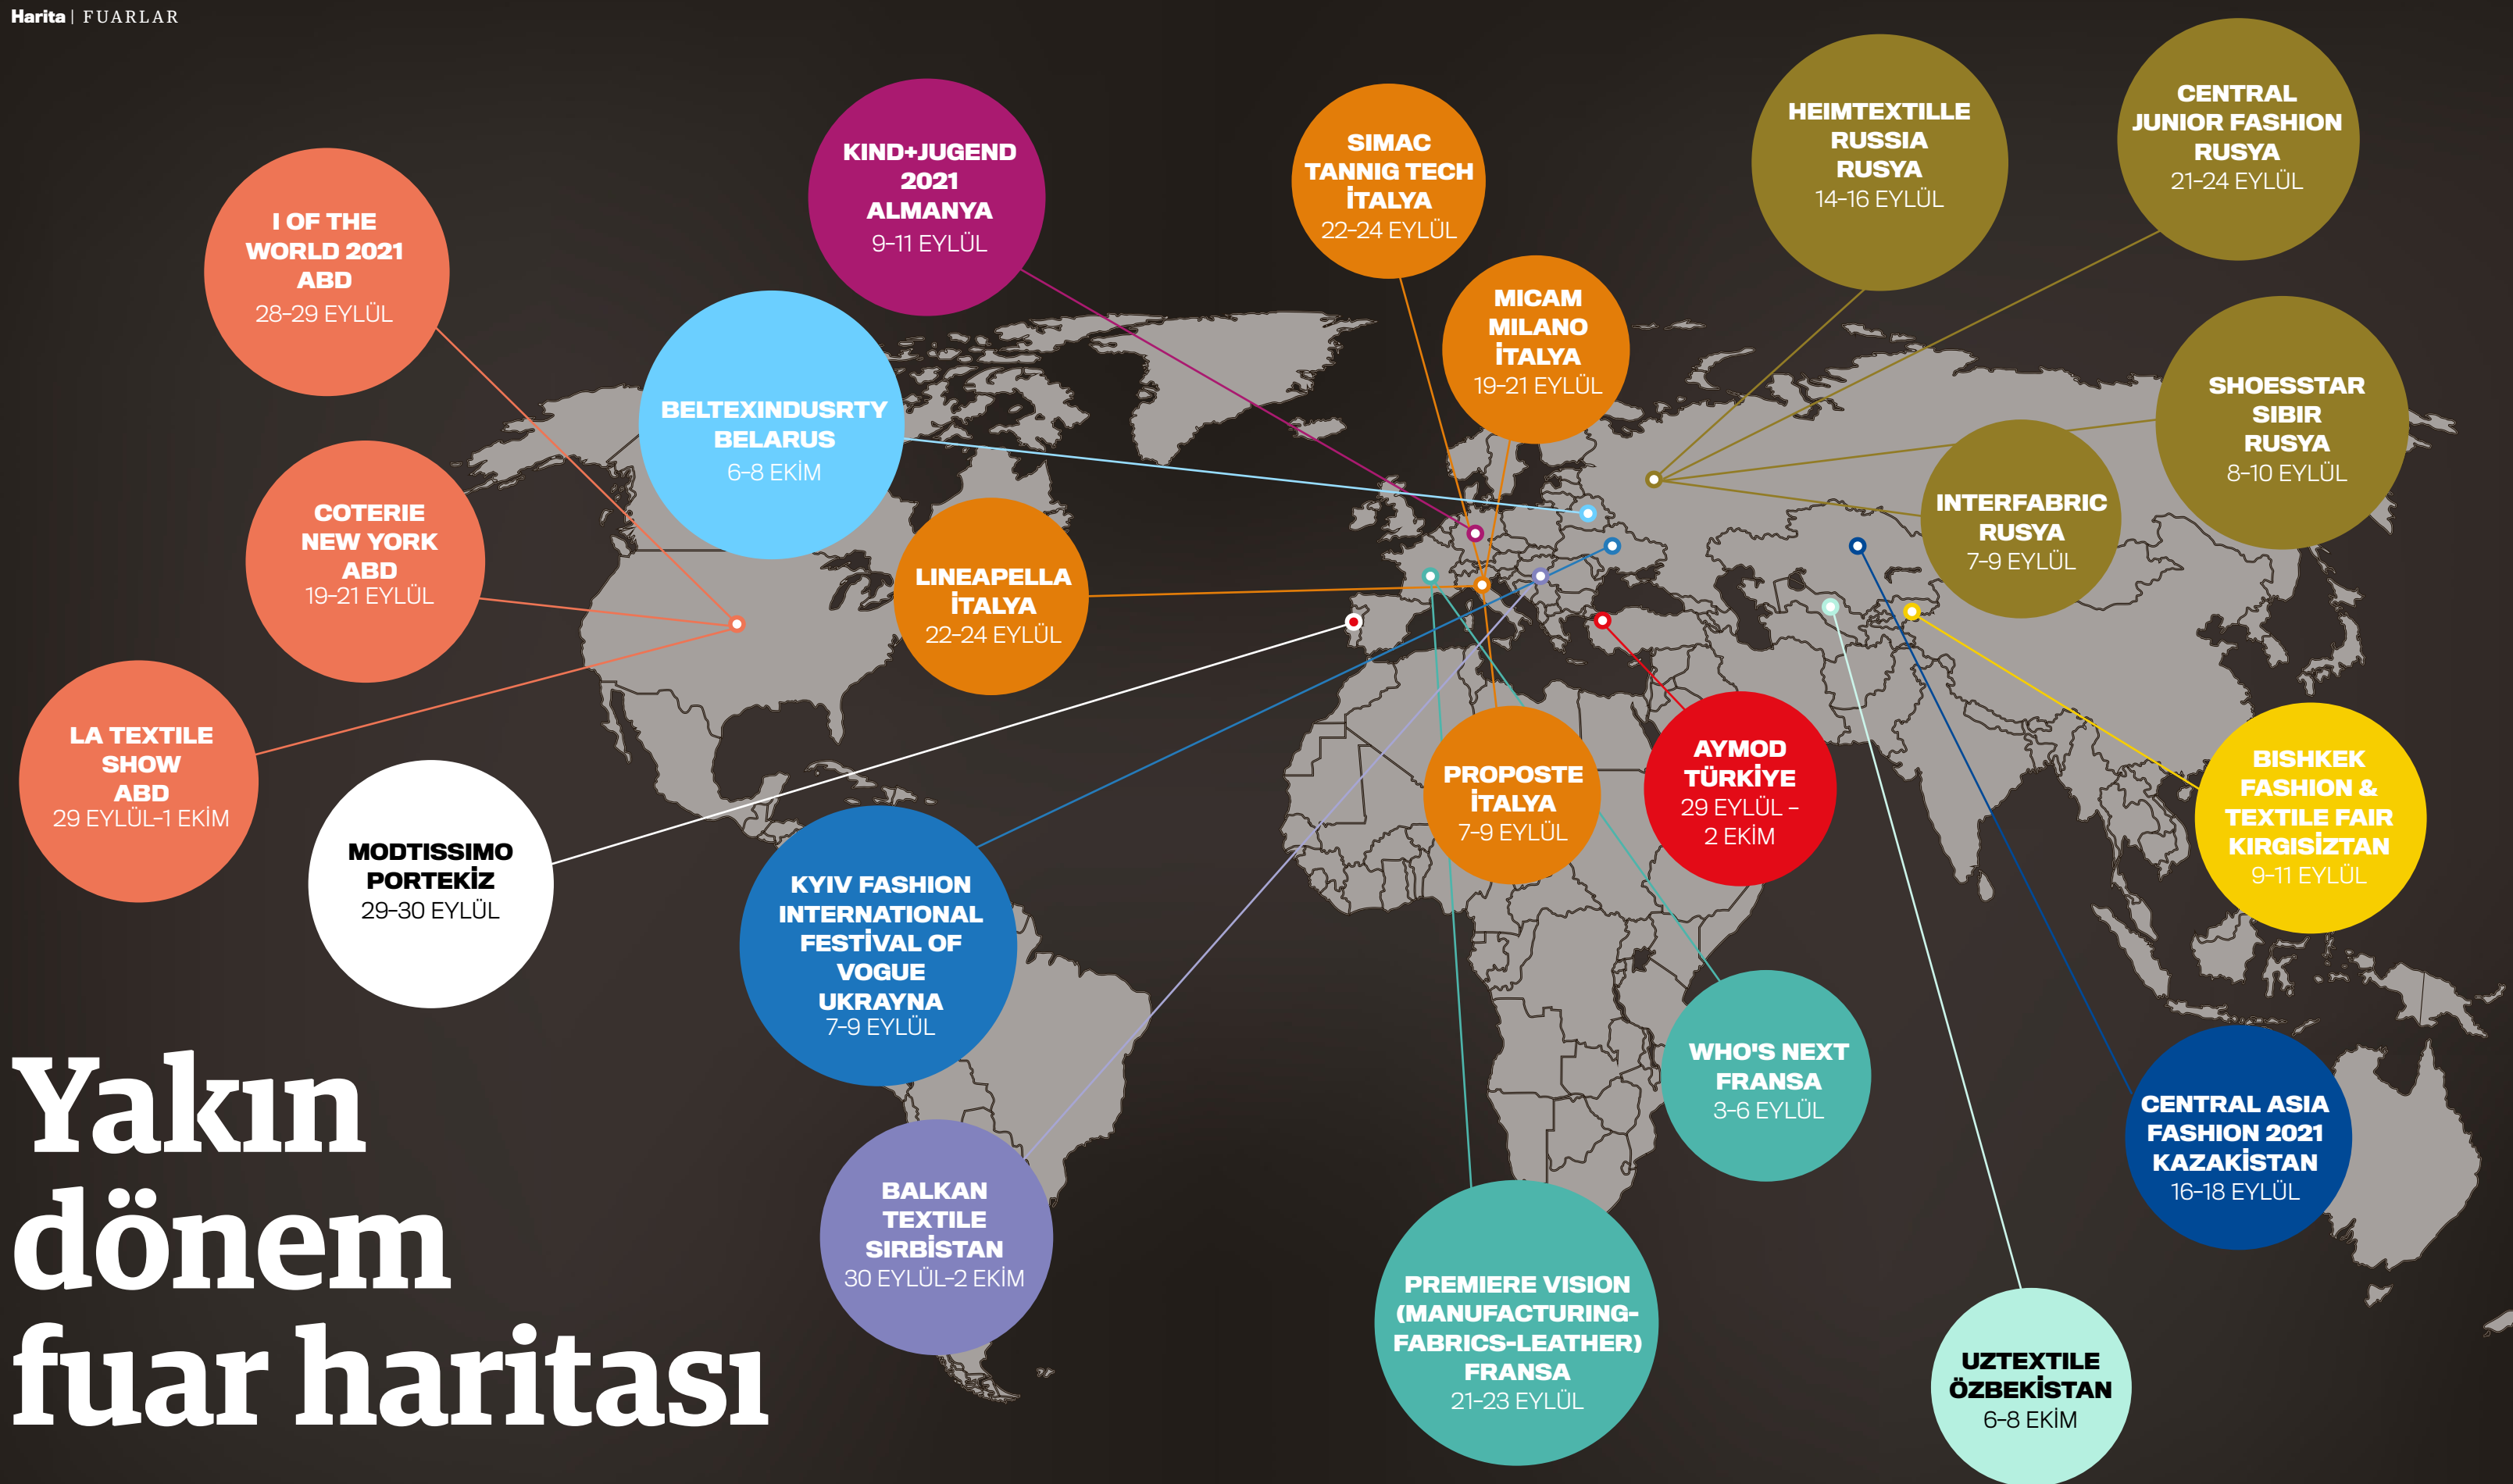 Harita | FUARLAR
I OF THE
WORLD 2021
ABD
28-29 EYLÜL
COTERIE
NEW YORK
ABD
19-21 EYLÜL
LA TEXTILE
SHOW
ABD
29 EYLÜL-1 EKİM
MODTISSIMO
PORTEKİZ
29-30 EYLÜL
KIND+JUGEND
2021
ALMANYA
9-11 EYLÜL
BELTEXINDUSRTY
BELARUS
6-8 EKİM
LINEAPELLA
İTALYA
22-24 EYLÜL
SIMAC
TANNIG TECH
İTALYA
22-24 EYLÜL
MICAM
MILANO
İTALYA
19-21 EYLÜL
HEIMTEXTILLE
RUSSIA
RUSYA
14-16 EYLÜL
CENTRAL
JUNIOR FASHION
RUSYA
21-24 EYLÜL
SHOESSTAR
SIBIR
RUSYA
8-10 EYLÜL
INTERFABRIC
RUSYA
7-9 EYLÜL
KYIV FASHION
INTERNATIONAL
FESTİVAL OF
VOGUE
UKRAYNA
7-9 EYLÜL
BALKAN
TEXTILE
SIRBİSTAN
30 EYLÜL-2 EKİM
PROPOSTE
İTALYA
7-9 EYLÜL
AYMOD
TÜRKİYE
29 EYLÜL -
2 EKİM
BISHKEK
FASHION &
TEXTILE FAIR
KIRGISİZTAN
9-11 EYLÜL
WHO'S NEXT
FRANSA
3-6 EYLÜL
CENTRAL ASIA
FASHION 2021
KAZAKİSTAN
16-18 EYLÜL
PREMIERE VISION
(MANUFACTURING-
FABRICS-LEATHER)
FRANSA
21-23 EYLÜL
UZTEXTILE
ÖZBEKİSTAN
6-8 EKİM
Yakın
dönem
fuar haritası